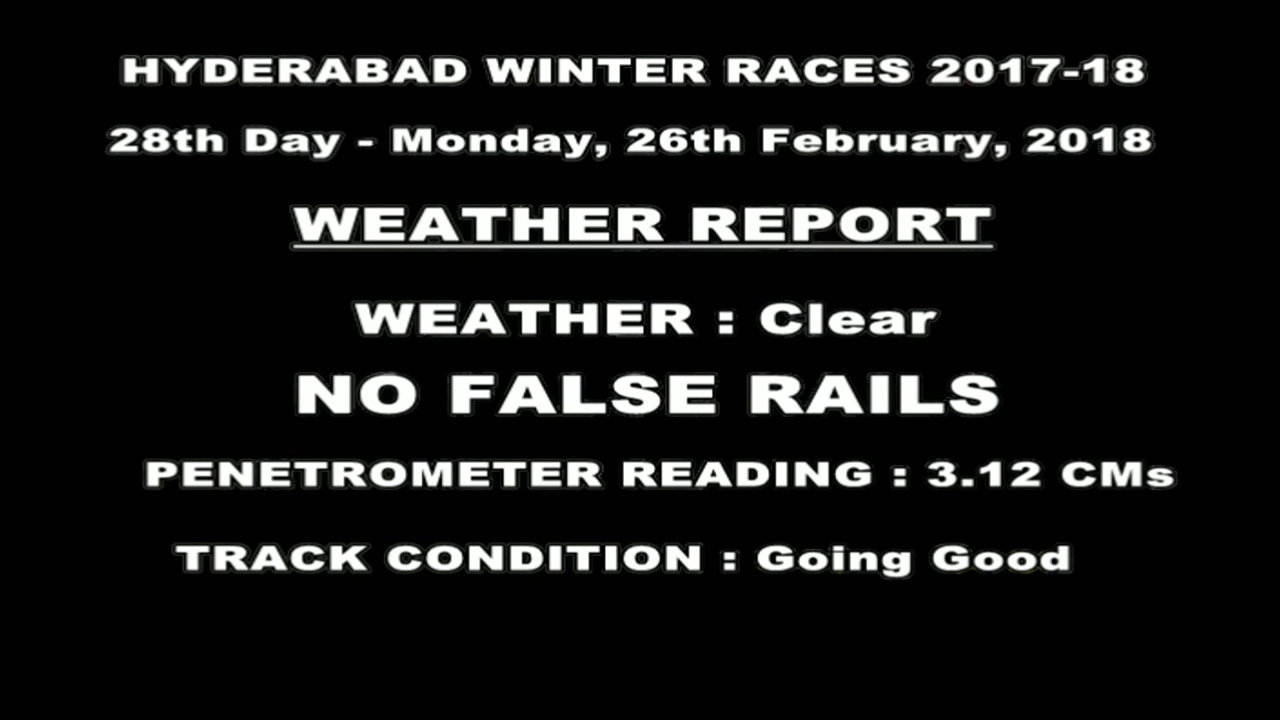 HYDERABAD WINTER RACES 2017-18
28th Day - Monday, 26th February, 2018
WEATHER REPORT
WEATHER : Clear
NO FALSE RAILS
PENETROMETER READING : 3.12 CMs
TRACK CONDITION : Going Good